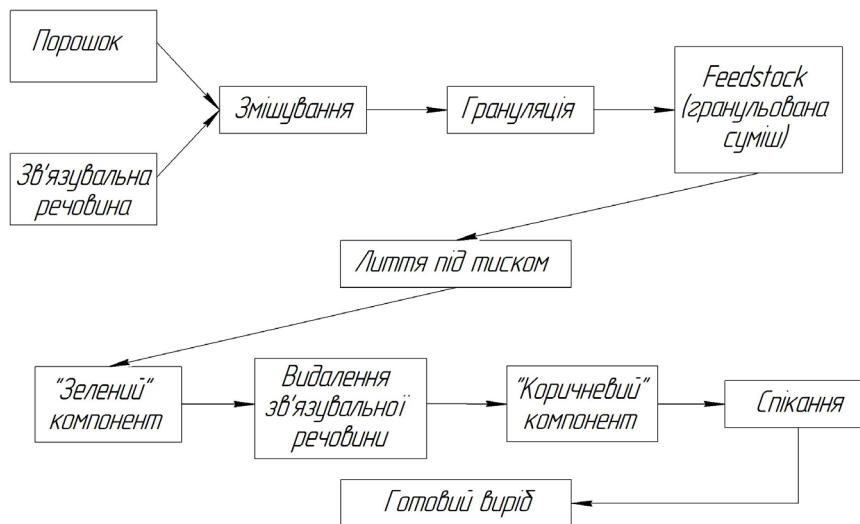 Порошок
Зв'язувальна
речовина
Змішування
Грануляція
Feedstock
(гранульована
суміш)
Лиття під тиском
"Зелений"
компонент
Видалення
зв'язувальної
речовини
"Коричневий"
компонент
Спікання
Готовий виріб